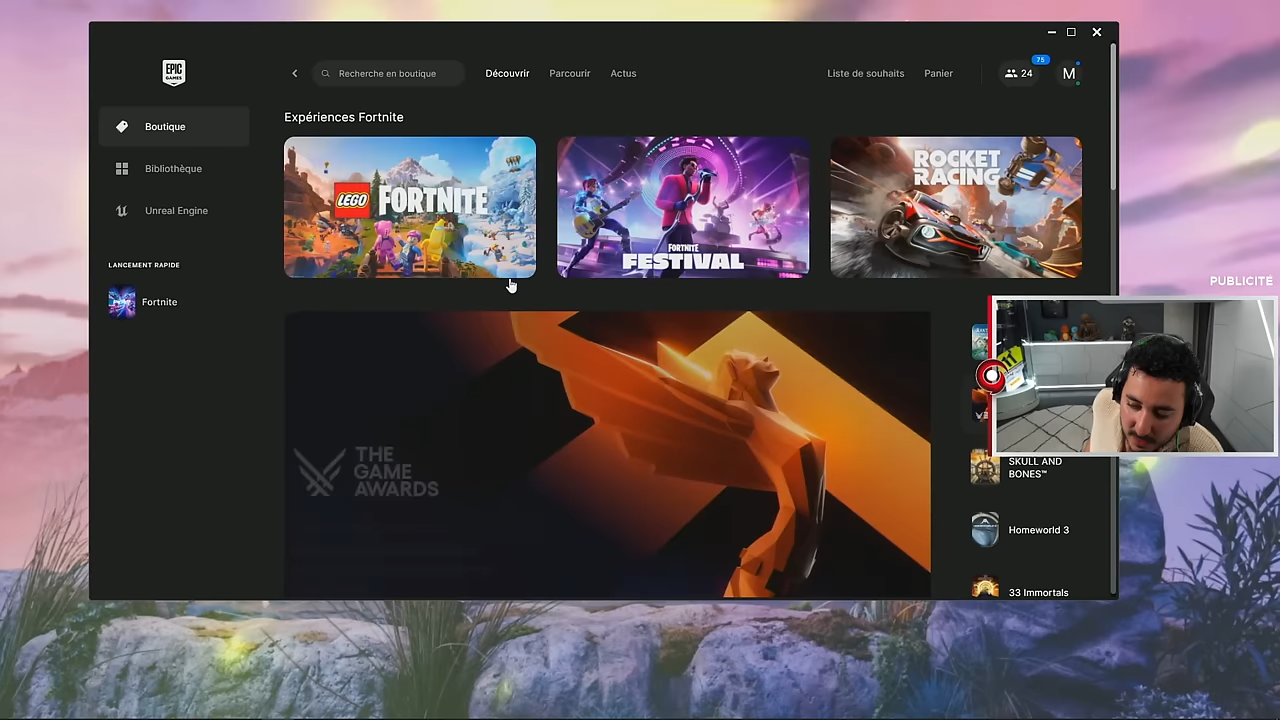 EPIC
GAMES
Recherche en boutique
Découvrir
Parcourir
Actus
Liste de souhaits
Panier
75
24
M
Boutique
Bibliothèque
Unreal Engine
LANCEMENT RAPIDE
Fortnite
Expériences Fortnite
LEGO FORTNITE
FORTNITE
FESTIVAL
ROCKET
RACING
PUBLICITÉ
THE
GAME
AWARDS
SKULL AND
BONES™
Homeworld 3
33 Immortals